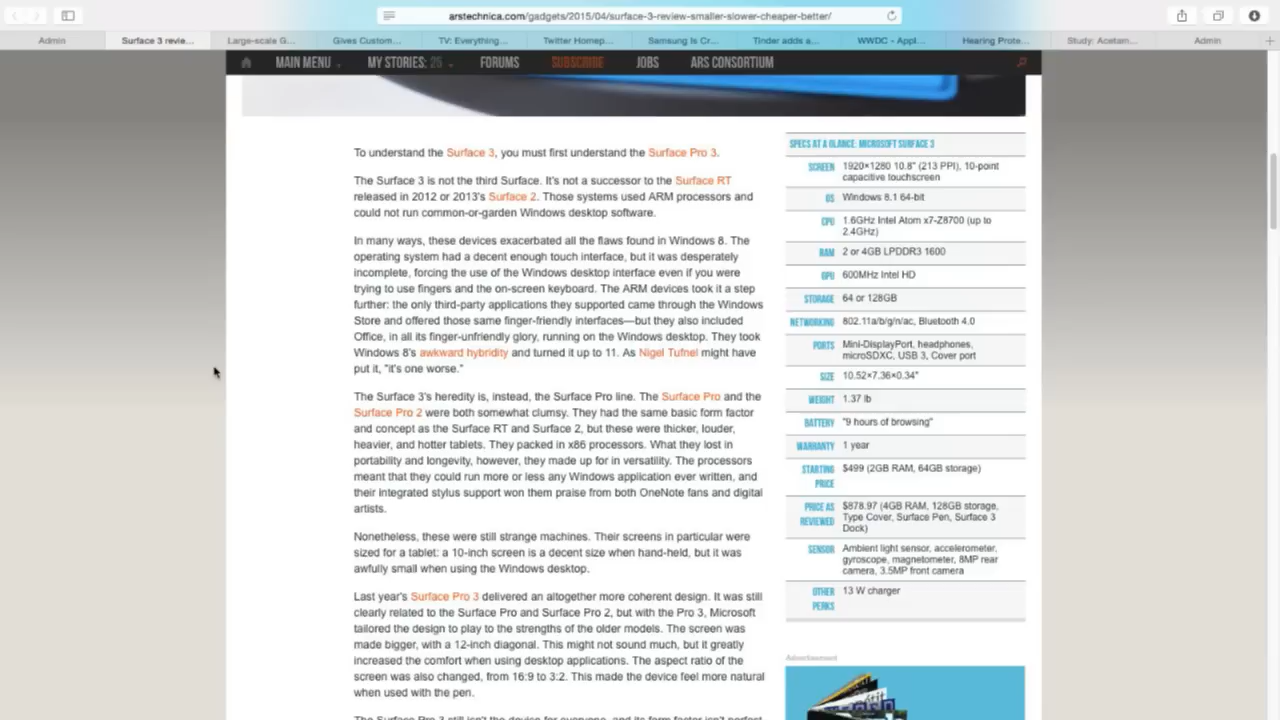 arstechnica.com/gadgets/2015/04/surface-3-review-smaller-slower-cheaper-better/
Admin
Surface 3 revie...
Large-scale G...
Gives Custom...
TV: Everything...
Twitter Homep...
Samsung Is Cr...
Tinder adds a...
WWDC – Appl...
Hearing Prote...
Study: Acetam...
Admin
MAIN MENU
MY STORIES: 25
FORUMS
SUBSCRIBE
JOBS
ARS CONSORTIUM
To understand the Surface 3, you must first understand the Surface Pro 3.
The Surface 3 is not the third Surface. It's not a successor to the Surface RT
released in 2012 or 2013's Surface 2. Those systems used ARM processors and
could not run common-or-garden Windows desktop software.
In many ways, these devices exacerbated all the flaws found in Windows 8. The
operating system had a decent enough touch interface, but it was desperately
incomplete, forcing the use of the Windows desktop interface even if you were
trying to use fingers and the on-screen keyboard. The ARM devices took it a step
further: the only third-party applications they supported came through the Windows
Store and offered those same finger-friendly interfaces—but they also included
Office, in all its finger-unfriendly glory, running on the Windows desktop. They took
Windows 8's awkward hybridity and turned it up to 11. As Nigel Tufnel might have
put it, "it's one worse."
The Surface 3's heredity is, instead, the Surface Pro line. The Surface Pro and the
Surface Pro 2 were both somewhat clumsy. They had the same basic form factor
and concept as the Surface RT and Surface 2, but these were thicker, louder,
heavier, and hotter tablets. They packed in x86 processors. What they lost in
portability and longevity, however, they made up for in versatility. The processors
meant that they could run more or less any Windows application ever written, and
their integrated stylus support won them praise from both OneNote fans and digital
artists.
Nonetheless, these were still strange machines. Their screens in particular were
sized for a tablet: a 10-inch screen is a decent size when hand-held, but it was
awfully small when using the Windows desktop.
Last year's Surface Pro 3 delivered an altogether more coherent design. It was still
clearly related to the Surface Pro and Surface Pro 2, but with the Pro 3, Microsoft
tailored the design to play to the strengths of the older models. The screen was
made bigger, with a 12-inch diagonal. This might not sound much, but it greatly
increased the comfort when using desktop applications. The aspect ratio of the
screen was also changed, from 16:9 to 3:2. This made the device feel more natural
when used with the pen.
The Surface Pro 3 still isn't the device for everyone, and its form factor isn't perfect
SPECS AT A GLANCE: MICROSOFT SURFACE 3
SCREEN 1920×1280 10.8" (213 PPI), 10-point
capacitive touchscreen
OS Windows 8.1 64-bit
CPU 1.6GHz Intel Atom x7-Z8700 (up to
2.4GHz)
RAM 2 or 4GB LPDDR3 1600
GPU 600MHz Intel HD
STORAGE 64 or 128GB
NETWORKING 802.11a/b/g/n/ac, Bluetooth 4.0
PORTS Mini-DisplayPort, headphones,
microSDXC, USB 3, Cover port
SIZE 10.52×7.36×0.34"
WEIGHT 1.37 lb
BATTERY "9 hours of browsing"
WARRANTY 1 year
STARTING PRICE $499 (2GB RAM, 64GB storage)
PRICE AS REVIEWED $878.97 (4GB RAM, 128GB storage,
Type Cover, Surface Pen, Surface 3
Dock)
SENSOR Ambient light sensor, accelerometer,
gyroscope, magnetometer, 8MP rear
camera, 3.5MP front camera
OTHER PERKS 13 W charger
Advertisement